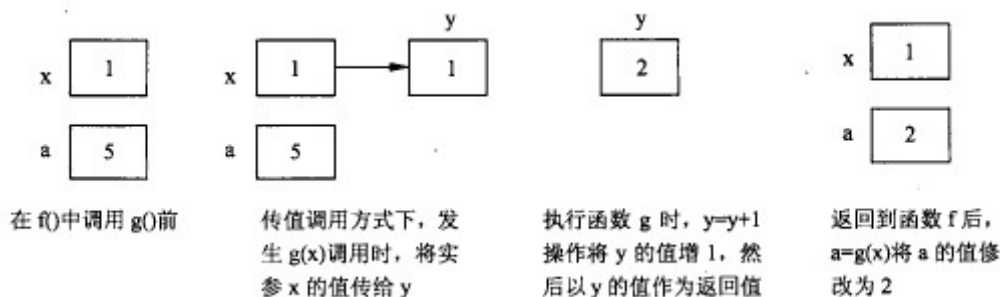 y
y
x 1
x 1
1
2
x 1
a 5
a 5
a 2
在 f()中调用 g()前
传值调用方式下，发
生 g(x)调用时，将实
参 x 的值传给 y
执行函数 g 时，y=y+1
操作将 y 的值增 1，然
后以 y 的值作为返回值
返回到函数 f 后，
a=g(x)将 a 的值修
改为 2